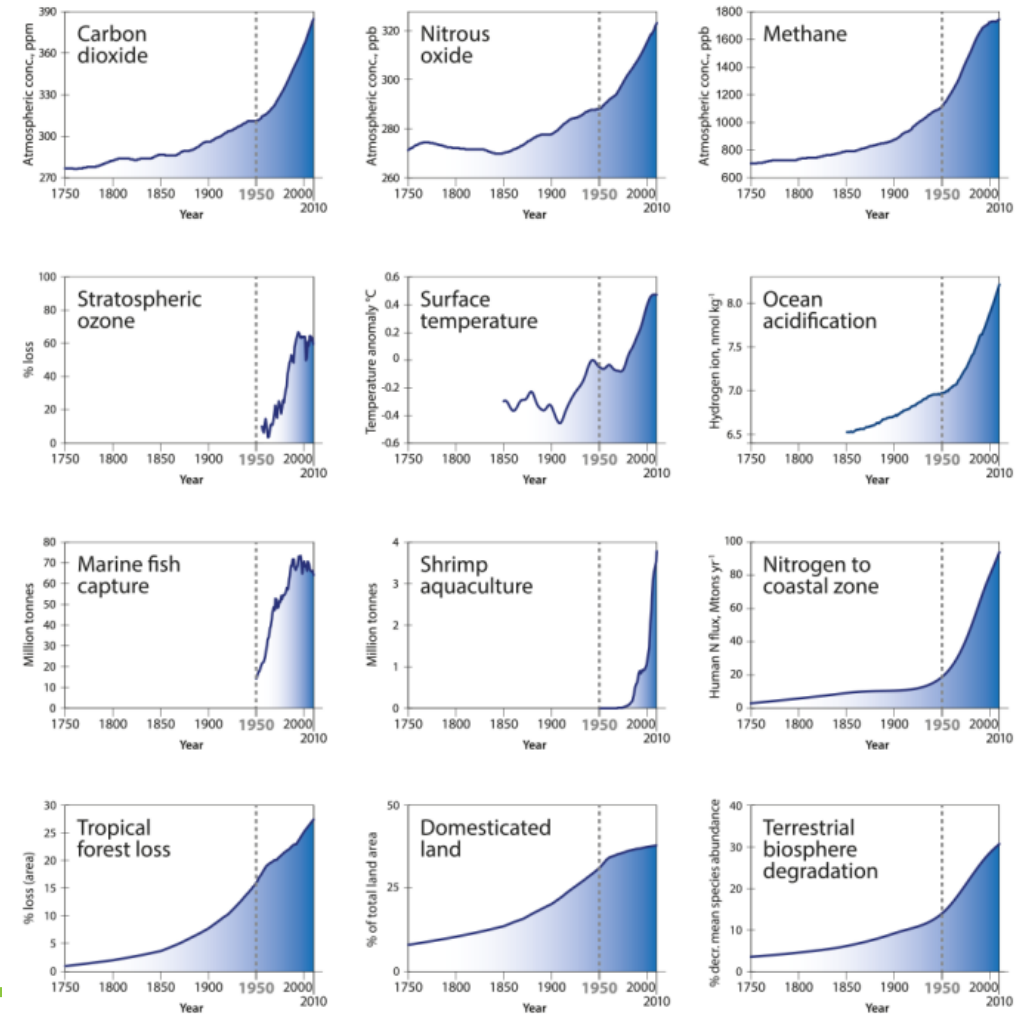 Carbon
dioxide
Atmospheric conc., ppm
390
360
330
300
270
1750 1800 1850 1900 1950 2000
2010
Year
Nitrous
oxide
Atmospheric conc., ppb
320
300
280
260
1750 1800 1850 1900 1950 2000
2010
Year
Methane
Atmospheric conc., ppb
1800
1600
1400
1200
1000
800
600
1750 1800 1850 1900 1950 2000
2010
Year
Stratospheric
ozone
% loss
100
80
60
40
20
0
1750 1800 1850 1900 1950 2000
2010
Year
Surface
temperature
Temperature anomaly °C
0.6
0.4
0.2
0
-0.2
-0.4
-0.6
1750 1800 1850 1900 1950 2000
2010
Year
Ocean
acidification
Hydrogen ion, nmol kg⁻¹
8.0
7.5
7.0
6.5
1750 1800 1850 1900 1950 2000
2010
Year
Marine fish
capture
Million tonnes
80
70
60
50
40
30
20
10
0
1750 1800 1850 1900 1950 2000
2010
Year
Shrimp
aquaculture
Million tonnes
4
3
2
1
0
1750 1800 1850 1900 1950 2000
2010
Year
Nitrogen to
coastal zone
Human N flux, Mtons yr⁻¹
100
80
60
40
20
0
1750 1800 1850 1900 1950 2000
2010
Year
Tropical
forest loss
% loss (area)
30
25
20
15
10
5
0
1750 1800 1850 1900 1950 2000
2010
Year
Domesticated
land
% of total land area
50
25
0
1750 1800 1850 1900 1950 2000
2010
Year
Terrestrial
biosphere
degradation
% decr. mean species abundance
40
30
20
10
0
1750 1800 1850 1900 1950 2000
2010
Year